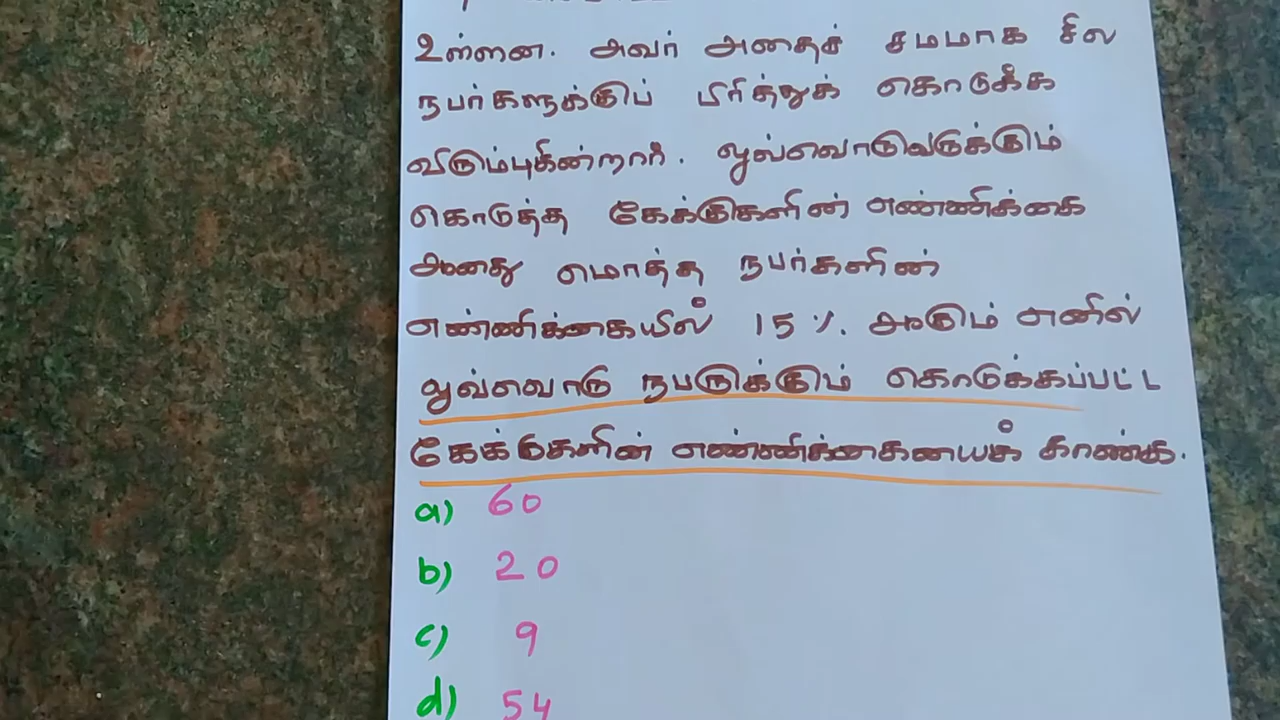 உள்ளன. அவர் அதைச் சமமாக சில
நபர்களுக்குப் பிரித்துக் கொடுக்க
விரும்புகின்றார். ஒவ்வொருவருக்கும்
கொடுத்த கேக்குகளின் எண்ணிக்கை
ஆனது மொத்த நபர்களின்
எண்ணிக்கையில் 15 %. ஆகும் எனில்
ஒவ்வொரு நபருக்கும் கொடுக்கப்பட்ட
கேக்குகளின் எண்ணிக்கையைக் காண்க.
a) 60
b) 20
c) 9
d) 54